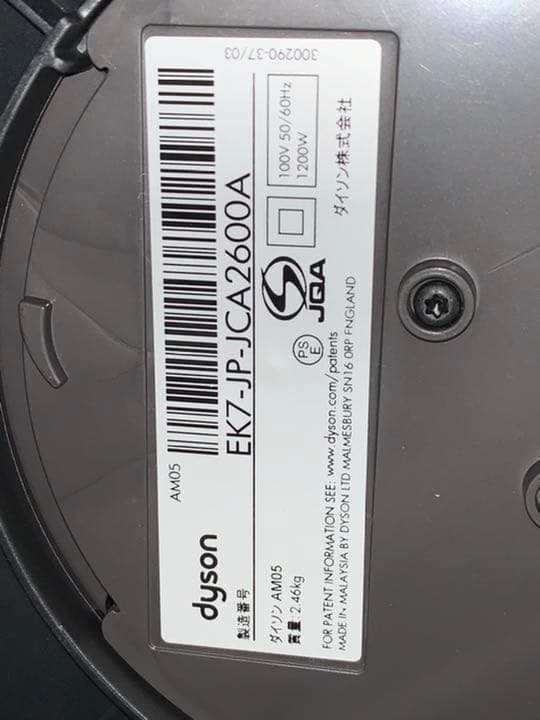 AM05
dyson
製造番号
EK7-JP-JCA2600A
ダイソン AM05
質量: 2.46kg
PS
E
JQA
100V 50/60Hz
1200W
ダイソン株式会社
FOR PATENT INFORMATION SEE: www.dyson.com/patents
MADE IN MALAYSIA BY DYSON LTD MALMESBURY SN16 0RP ENGLAND
300290-37/03